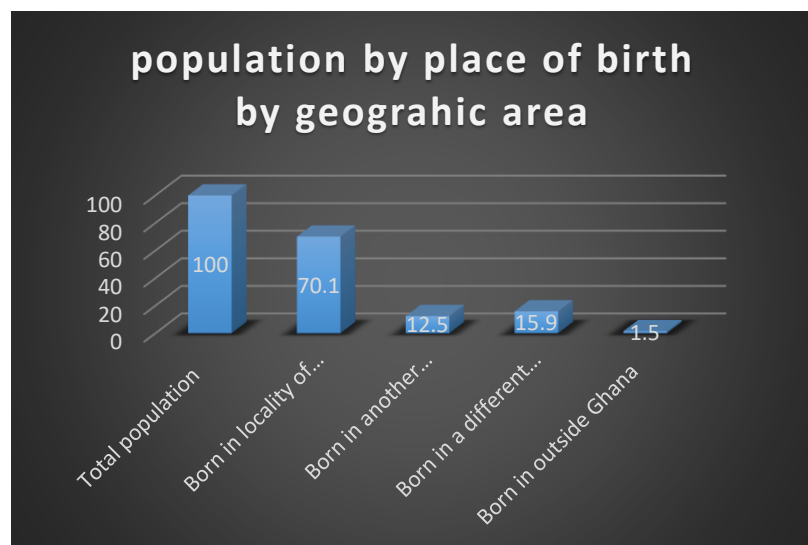 population by place of birth
by geograhic area
100
80
60
40
20
0
100
70.1
12.5
15.9
1.5
Total population
Born in locality of...
Born in another...
Born in a different...
Born in outside Ghana